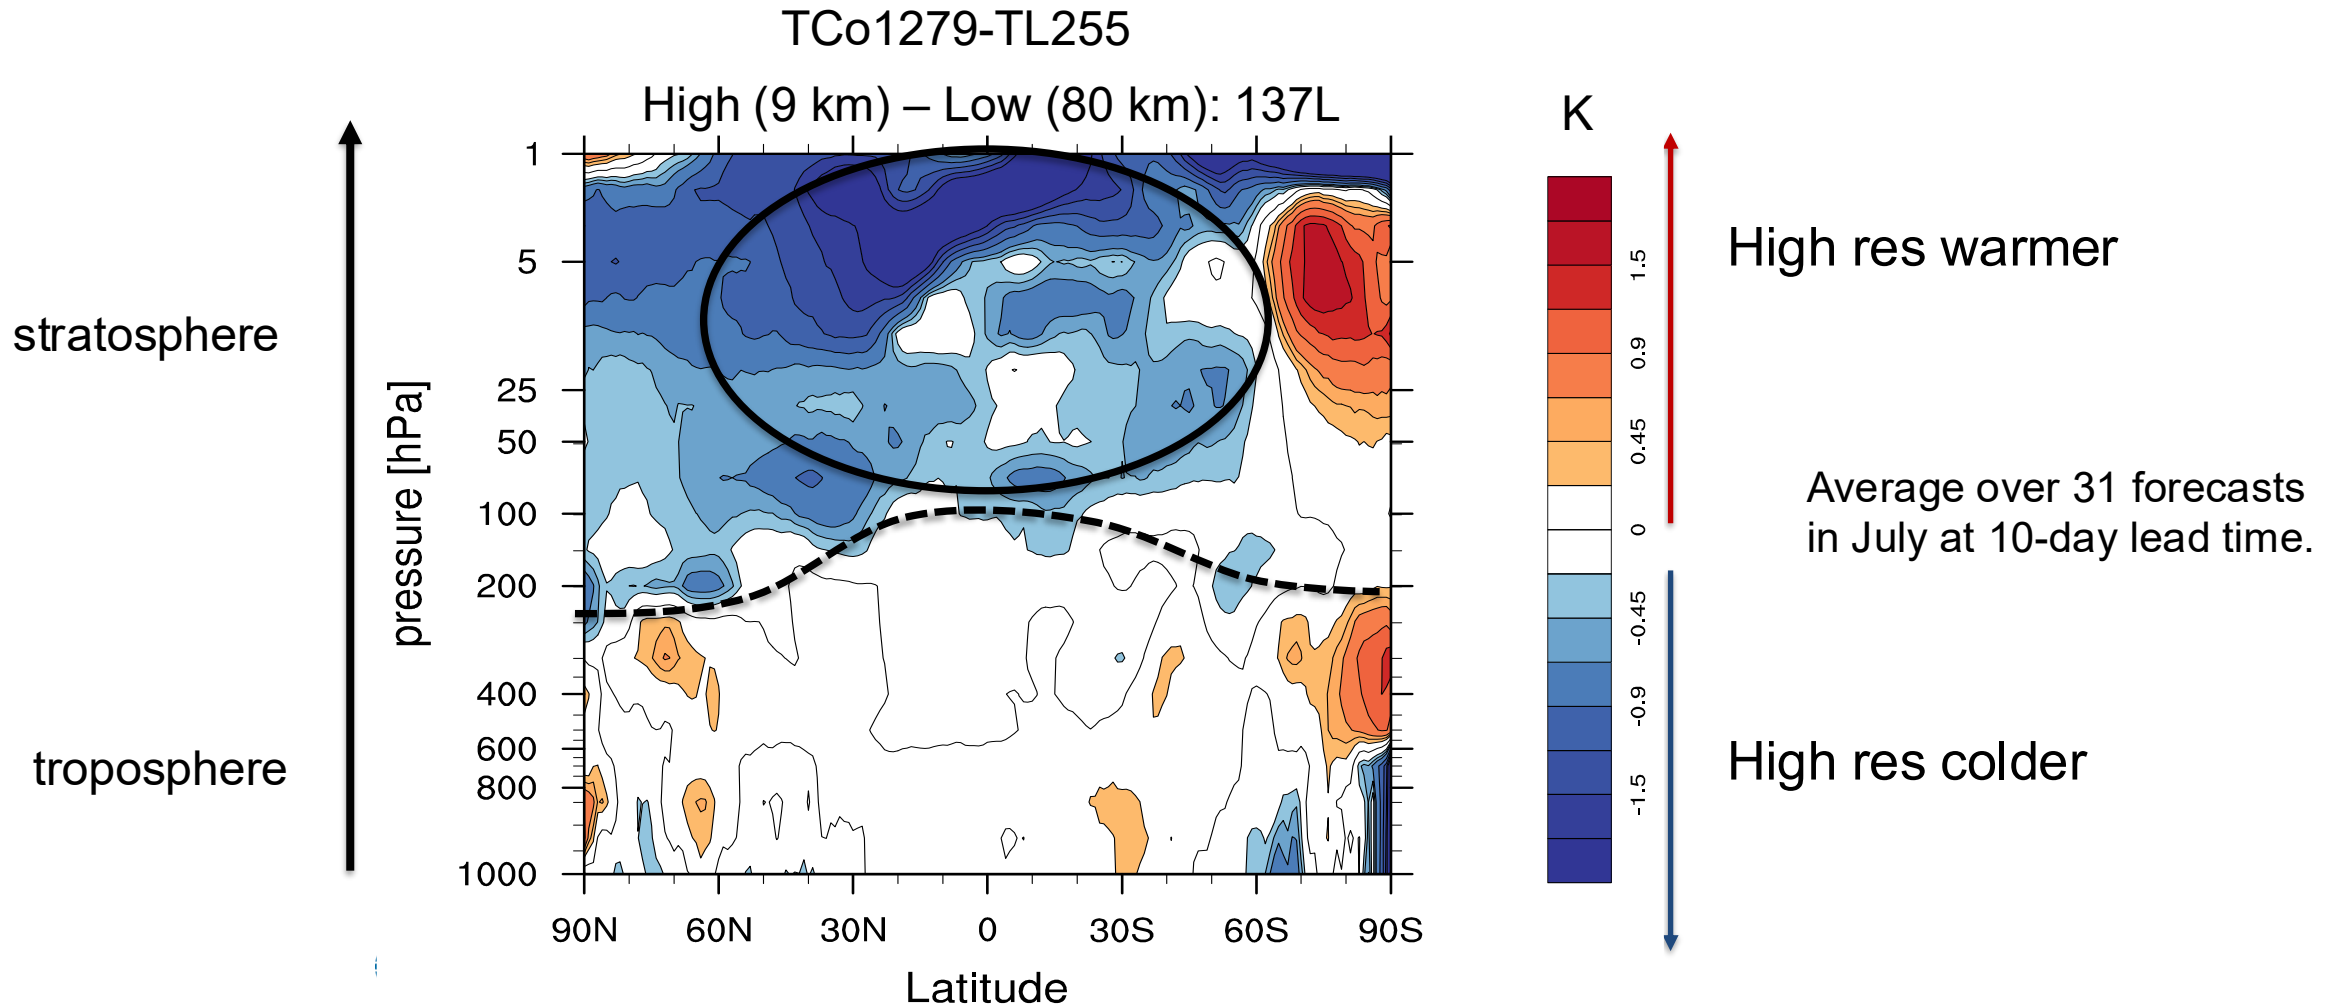 TCo1279-TL255
High (9 km) – Low (80 km): 137L
K
stratosphere
troposphere
pressure [hPa]
1
5
25
50
100
200
400
600
800
1000
90N 60N 30N 0 30S 60S 90S
Latitude
1.5
0.9
0.45
0
-0.45
-0.9
-1.5
High res warmer
Average over 31 forecasts
in July at 10-day lead time.
High res colder